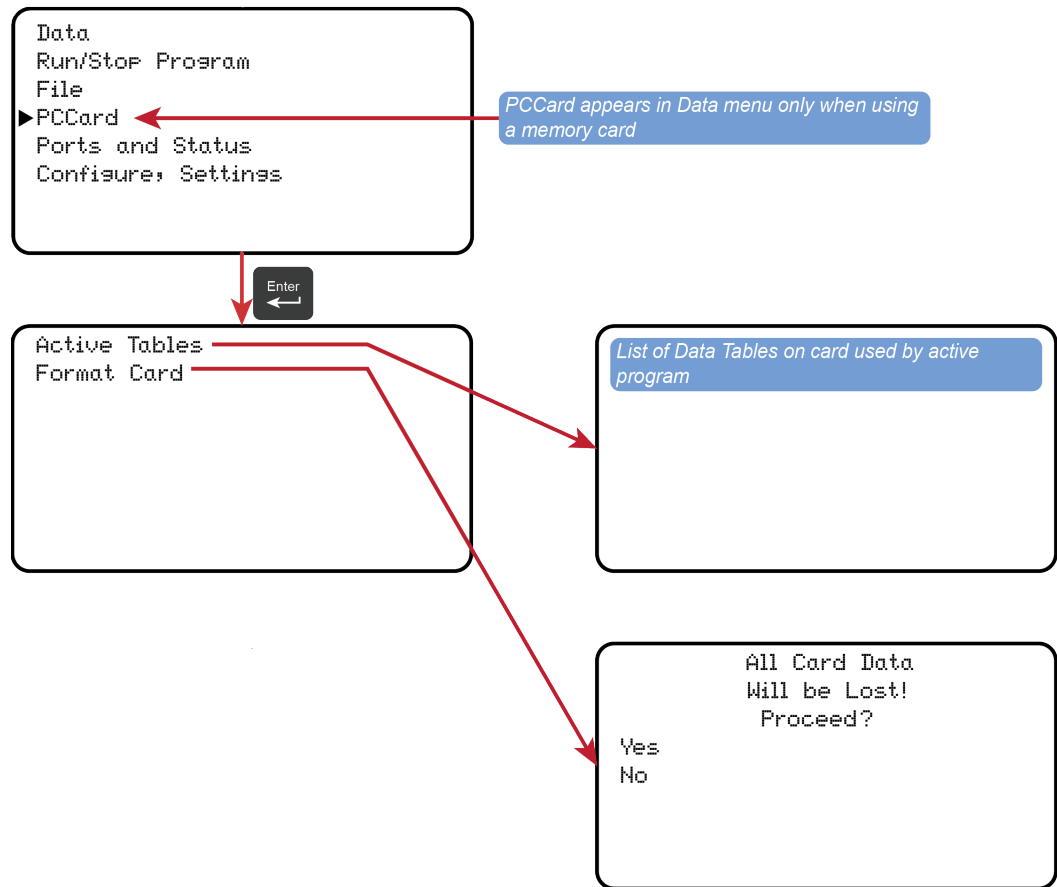 Data
Run/Stop Program
File
PCCard
PCCard appears in Data menu only when using
a memory card
Ports and Status
Configure, Settings
Enter
Active Tables
Format Card
List of Data Tables on card used by active
program
All Card Data
Will be Lost!
Proceed?
Yes
No